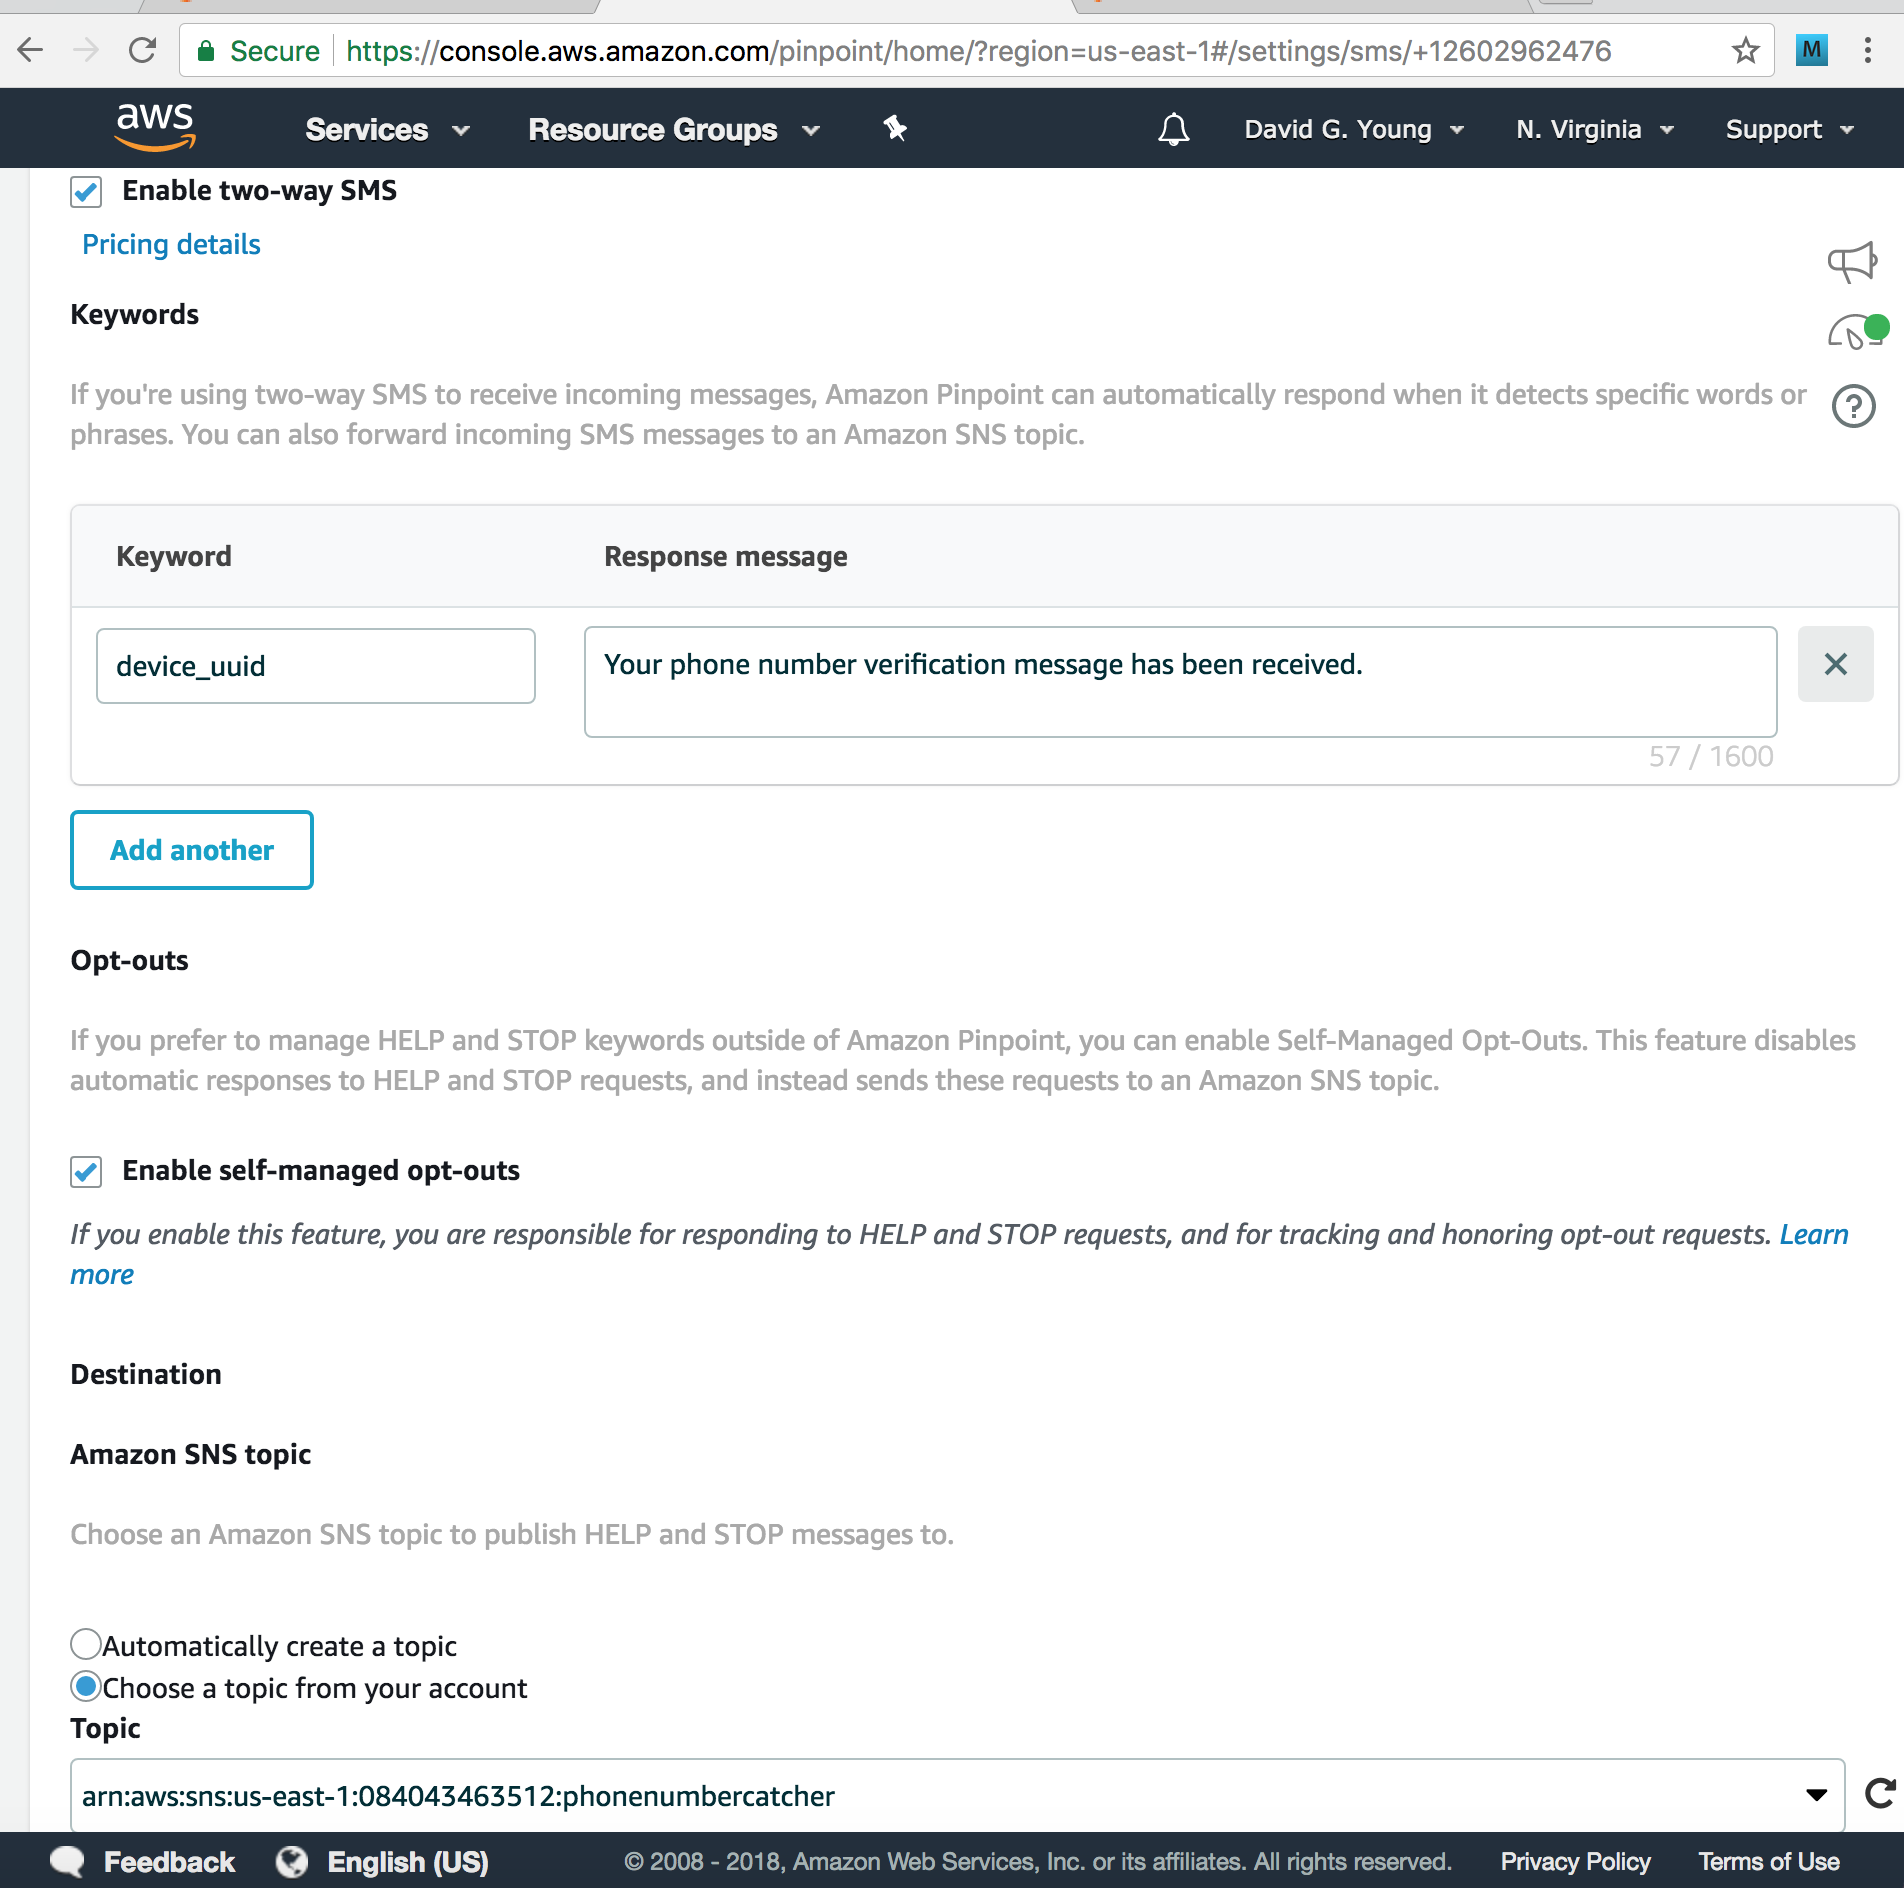 Secure https://console.aws.amazon.com/pinpoint/home/?region=us-east-1#/settings/sms/+12602962476 M
aws Services Resource Groups David G. Young N. Virginia Support
Enable two-way SMS
Pricing details
Keywords
If you're using two-way SMS to receive incoming messages, Amazon Pinpoint can automatically respond when it detects specific words or
phrases. You can also forward incoming SMS messages to an Amazon SNS topic.
Keyword Response message
device_uuid Your phone number verification message has been received.
57 / 1600
Add another
Opt-outs
If you prefer to manage HELP and STOP keywords outside of Amazon Pinpoint, you can enable Self-Managed Opt-Outs. This feature disables
automatic responses to HELP and STOP requests, and instead sends these requests to an Amazon SNS topic.
Enable self-managed opt-outs
If you enable this feature, you are responsible for responding to HELP and STOP requests, and for tracking and honoring opt-out requests. Learn
more
Destination
Amazon SNS topic
Choose an Amazon SNS topic to publish HELP and STOP messages to.
Automatically create a topic
Choose a topic from your account
Topic
arn:aws:sns:us-east-1:084043463512:phonenumbercatcher
Feedback English (US) © 2008 - 2018, Amazon Web Services, Inc. or its affiliates. All rights reserved. Privacy Policy Terms of Use